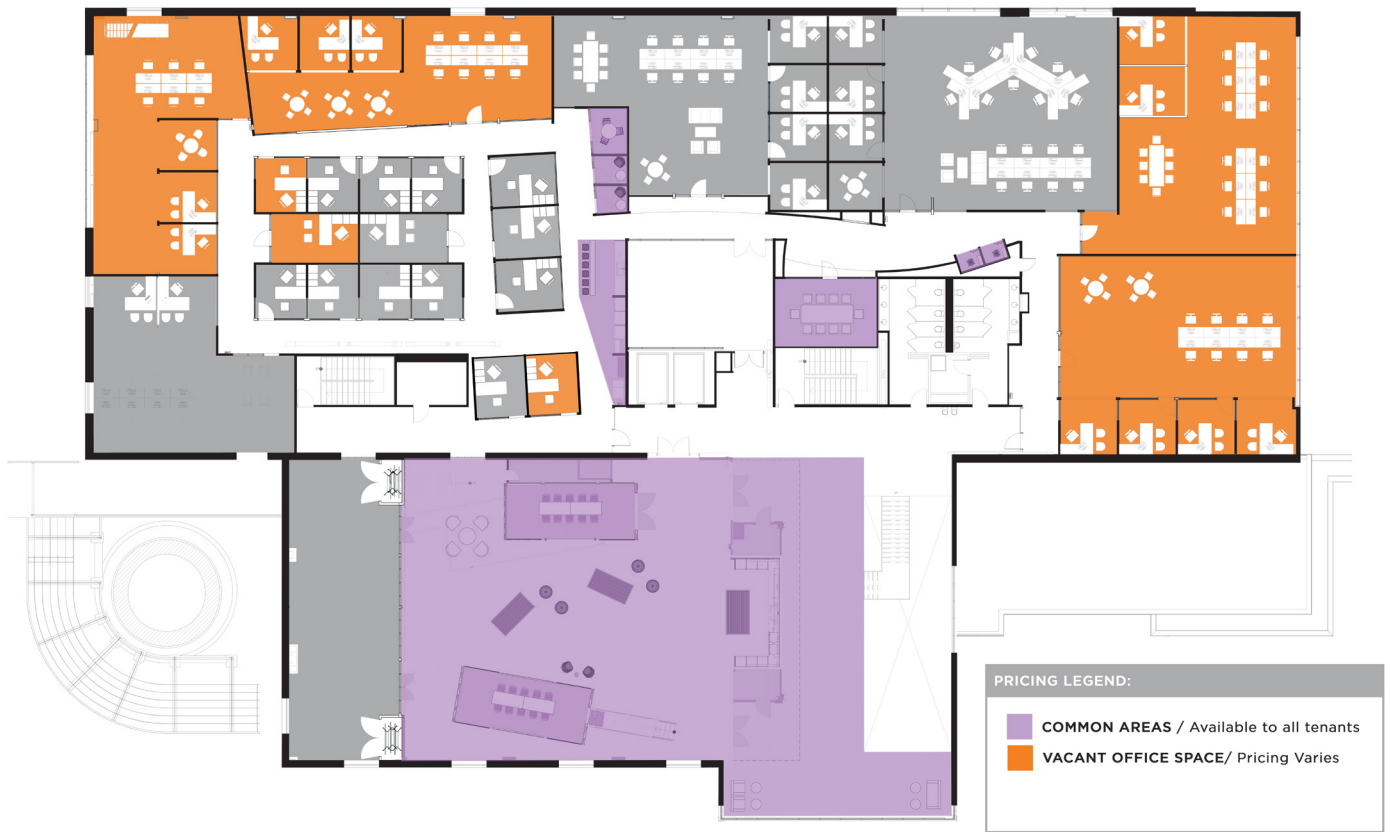 PRICING LEGEND:
COMMON AREAS / Available to all tenants
VACANT OFFICE SPACE/ Pricing Varies